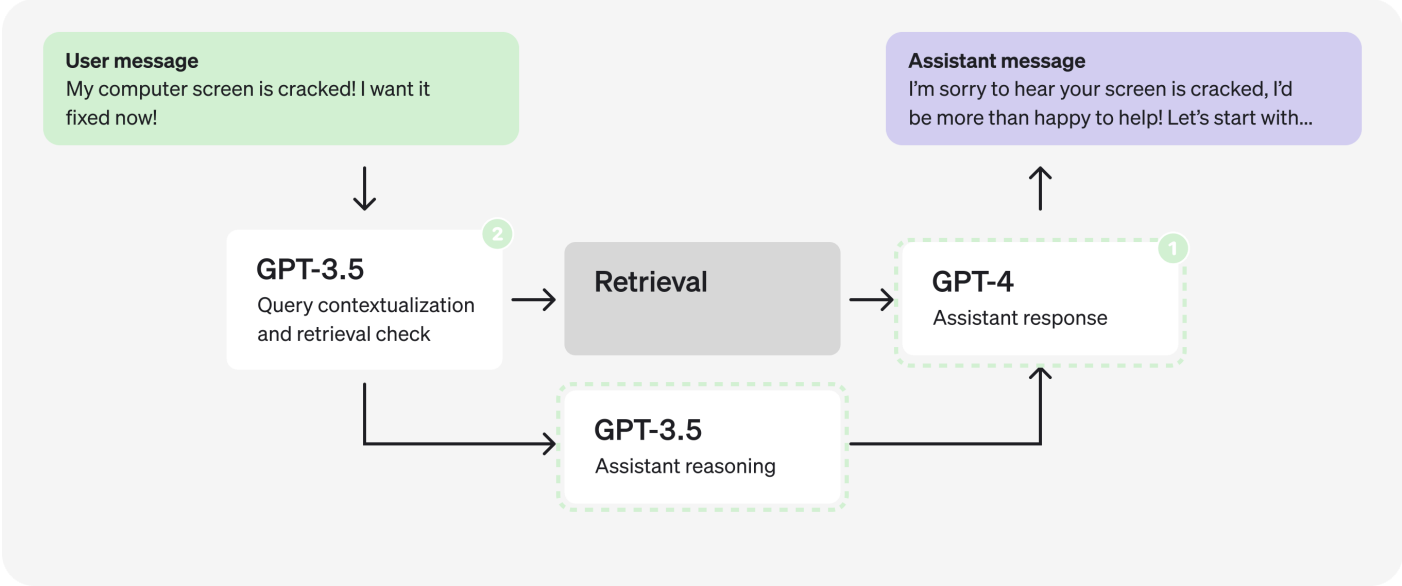 User message
My computer screen is cracked! I want it
fixed now!
Assistant message
I’m sorry to hear your screen is cracked, I’d
be more than happy to help! Let’s start with...
2
GPT-3.5
Query contextualization
and retrieval check
Retrieval
1
GPT-4
Assistant response
GPT-3.5
Assistant reasoning